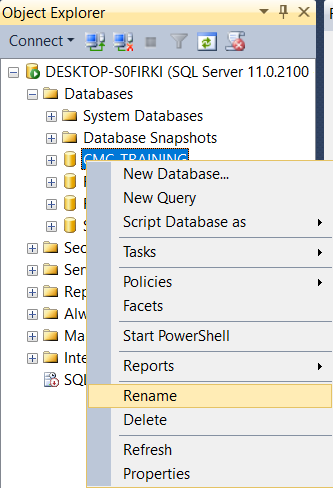 Object Explorer
Connect
DESKTOP-S0FIRKI (SQL Server 11.0.2100
Databases
System Databases
Database Snapshots
CMC_TRAINING
New Database...
New Query
Script Database as
Tasks
Policies
Facets
Start PowerShell
Reports
Rename
Delete
Refresh
Properties
Sec
Ser
Rep
Alw
Ma
Inte
SQL